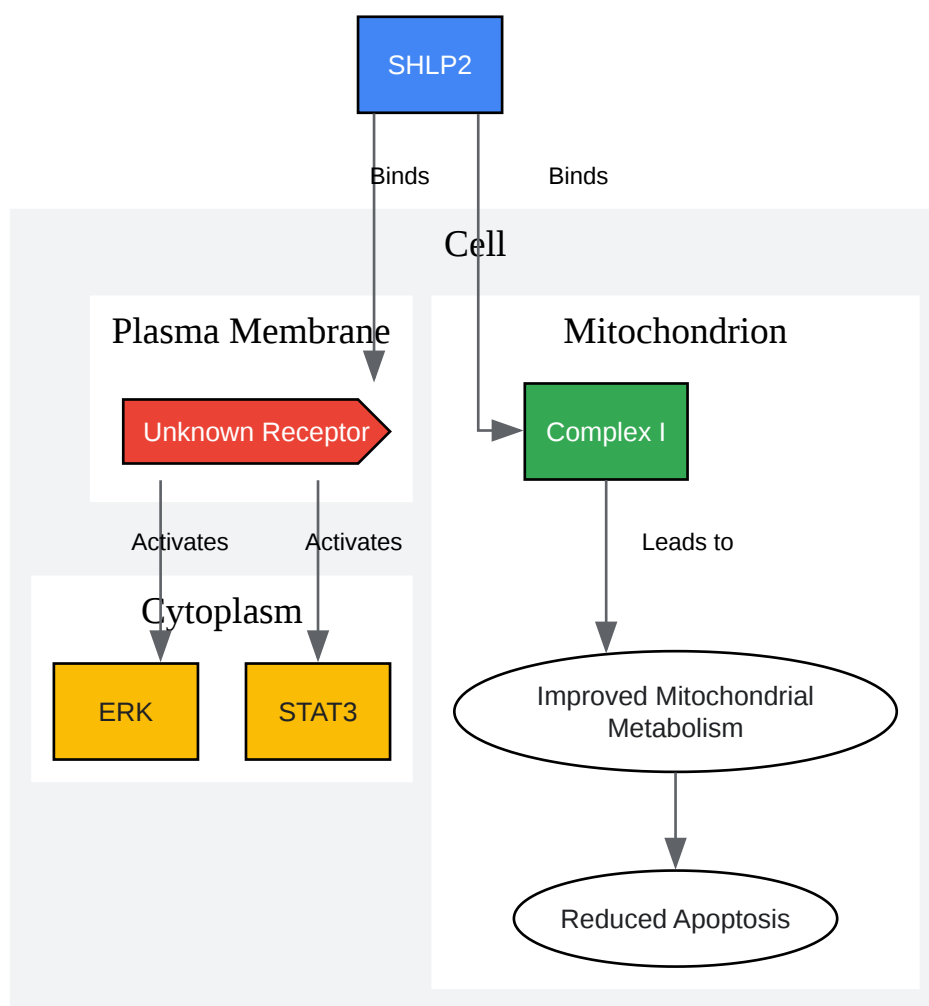 SHLP2
Binds
Binds
Cell
Plasma Membrane
Mitochondrion
Unknown Receptor
Complex I
Activates
Activates
Leads to
Cytoplasm
ERK
STAT3
Improved Mitochondrial
Metabolism
Reduced Apoptosis